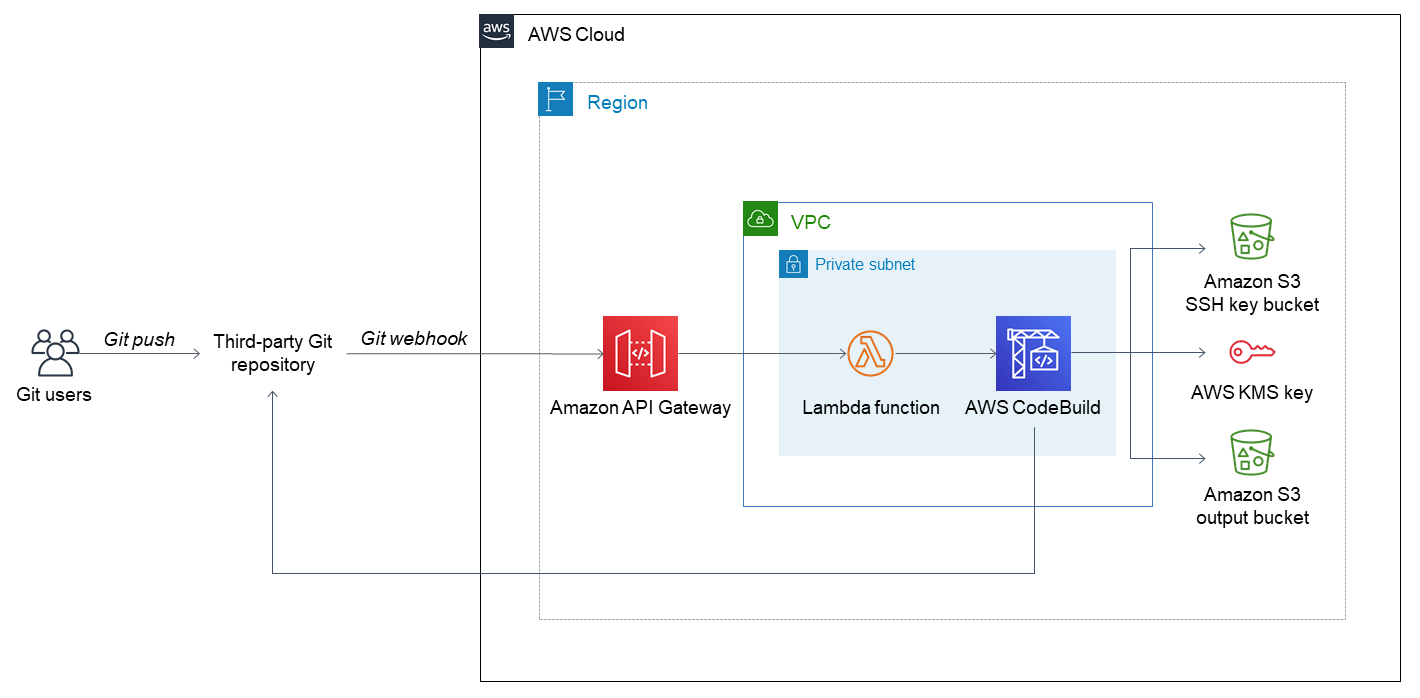 aws
AWS Cloud
Region
VPC
Private subnet
Amazon S3
SSH key bucket
Git push
Third-party Git
repository
Git webhook
Git users
Amazon API Gateway
Lambda function
AWS CodeBuild
AWS KMS key
Amazon S3
output bucket